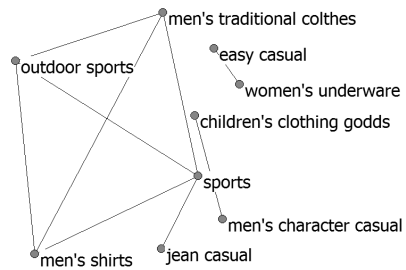 men's traditional colthes
easy casual
outdoor sports
women's underware
children's clothing godds
sports
men's character casual
jean casual
men's shirts